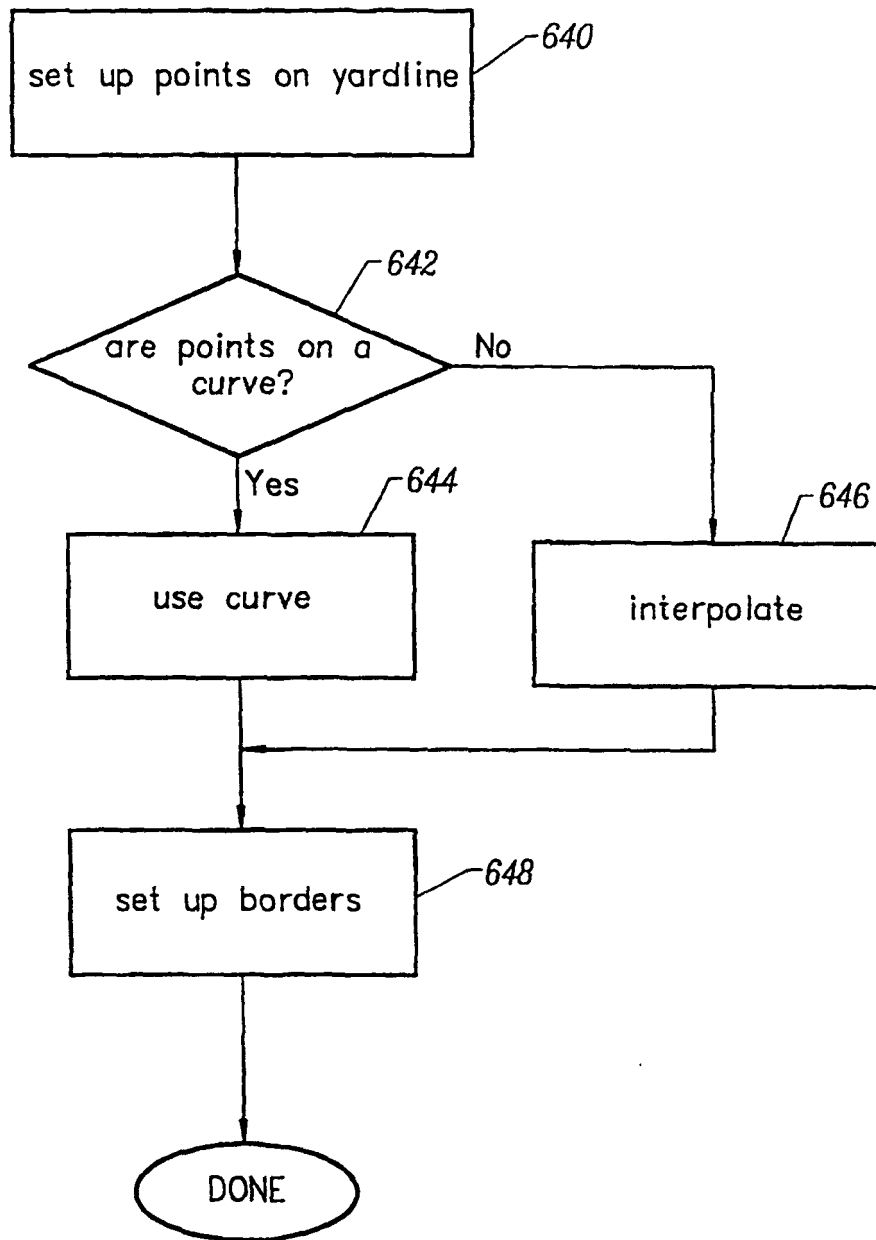 640
set up points on yardline
642
are points on a
curve?
No
Yes
644
646
use curve
interpolate
648
set up borders
DONE